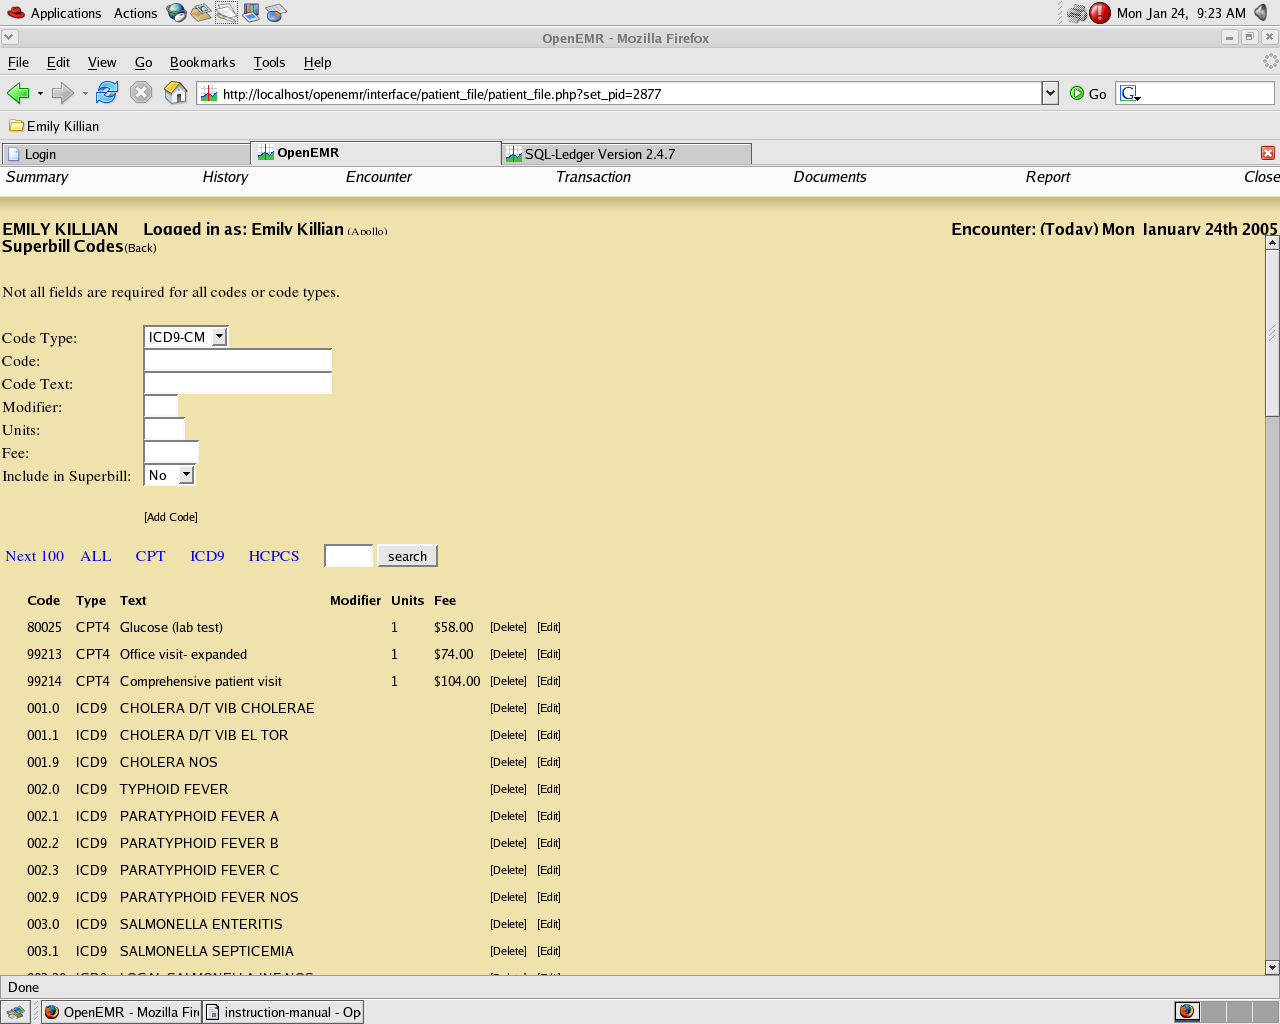 Applications Actions Mon Jan 24, 9:23 AM
OpenEMR - Mozilla Firefox
File Edit View Go Bookmarks Tools Help
http://localhost/openemr/interface/patient_file/patient_file.php?set_pid=2877 Go G
Emily Killian
Login OpenEMR SQL-Ledger Version 2.4.7
Summary History Encounter Transaction Documents Report Close
EMILY KILLIAN Logged in as: Emily Killian (Apollo) Encounter: (Today) Mon January 24th 2005
Superbill Codes(Back)
Not all fields are required for all codes or code types.
Code Type: ICD9-CM
Code:
Code Text:
Modifier:
Units:
Fee:
Include in Superbill: No
[Add Code]
Next 100 ALL CPT ICD9 HCPCS search
Code Type Text Modifier Units Fee
80025 CPT4 Glucose (lab test) 1 $58.00 [Delete] [Edit]
99213 CPT4 Office visit- expanded 1 $74.00 [Delete] [Edit]
99214 CPT4 Comprehensive patient visit 1 $104.00 [Delete] [Edit]
001.0 ICD9 CHOLERA D/T VIB CHOLERAE [Delete] [Edit]
001.1 ICD9 CHOLERA D/T VIB EL TOR [Delete] [Edit]
001.9 ICD9 CHOLERA NOS [Delete] [Edit]
002.0 ICD9 TYPHOID FEVER [Delete] [Edit]
002.1 ICD9 PARATYPHOID FEVER A [Delete] [Edit]
002.2 ICD9 PARATYPHOID FEVER B [Delete] [Edit]
002.3 ICD9 PARATYPHOID FEVER C [Delete] [Edit]
002.9 ICD9 PARATYPHOID FEVER NOS [Delete] [Edit]
003.0 ICD9 SALMONELLA ENTERITIS [Delete] [Edit]
003.1 ICD9 SALMONELLA SEPTICEMIA [Delete] [Edit]
003.20 ICD9 LOCAL SALMONELLA INF NOS [Delete] [Edit]
Done
OpenEMR - Mozilla Fir instruction-manual - Op